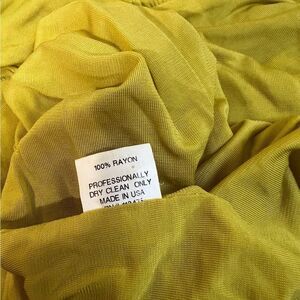 100% RAYON
PROFESSIONALLY
DRY CLEAN ONLY
MADE IN USA